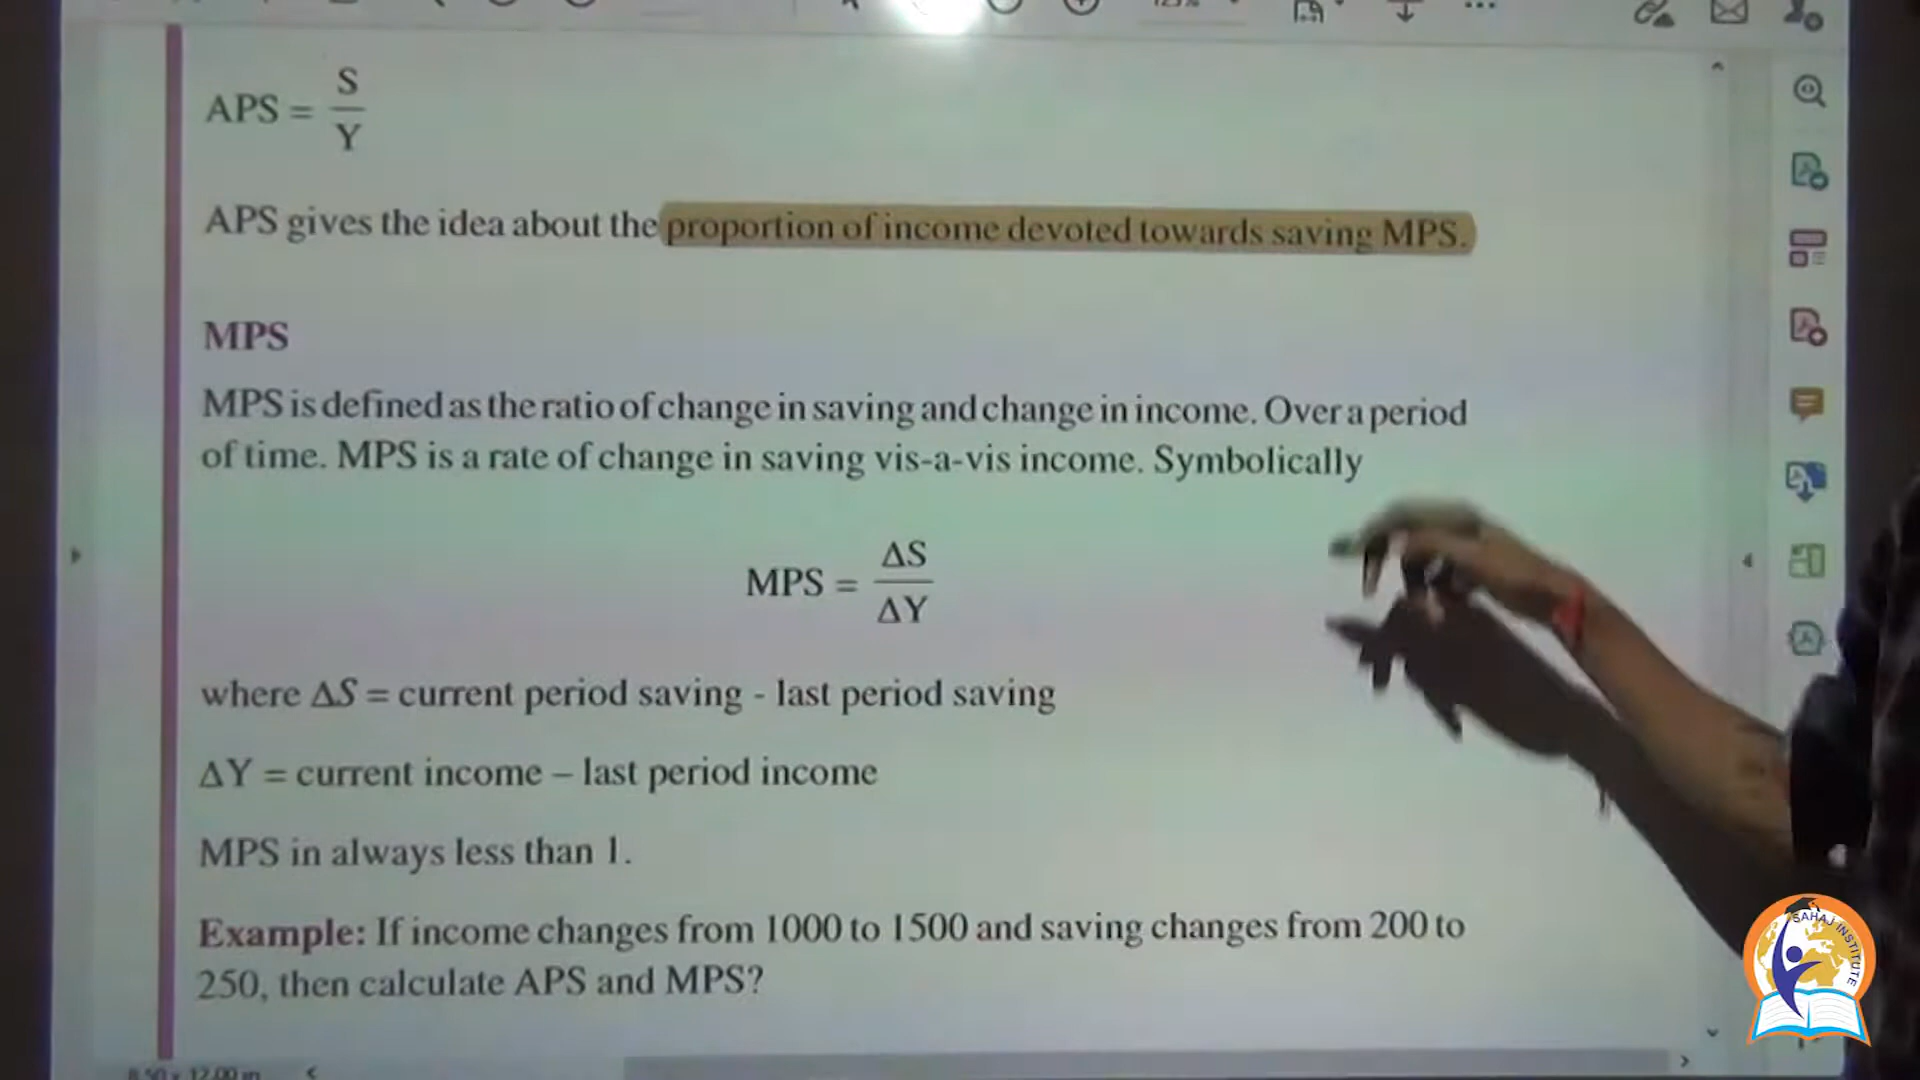 APS = S/Y
APS gives the idea about the proportion of income devoted towards saving MPS.
MPS
MPS is defined as the ratio of change in saving and change in income. Over a period
of time. MPS is a rate of change in saving vis-a-vis income. Symbolically
MPS = ΔS/ΔY
where ΔS = current period saving - last period saving
ΔY = current income – last period income
MPS in always less than 1.
Example: If income changes from 1000 to 1500 and saving changes from 200 to
250, then calculate APS and MPS?
SAHAJ INSTITUTE